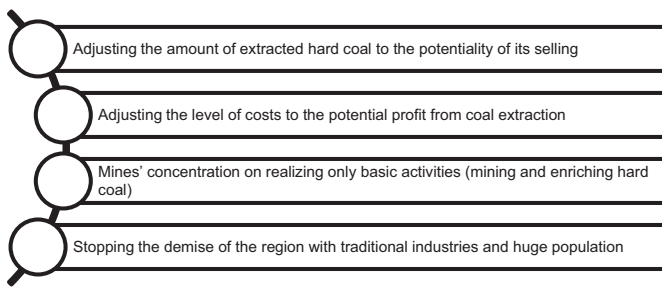 Adjusting the amount of extracted hard coal to the potentiality of its selling
Adjusting the level of costs to the potential profit from coal extraction
Mines' concentration on realizing only basic activities (mining and enriching hard
coal)
Stopping the demise of the region with traditional industries and huge population